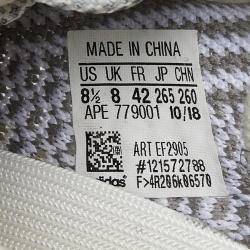 MADE IN CHINA
US UK FR JP CHN
8½ 8 42 265 260
APE 779001 10/18
ART EF2905
#121572788
F>4R206k06570
adidas